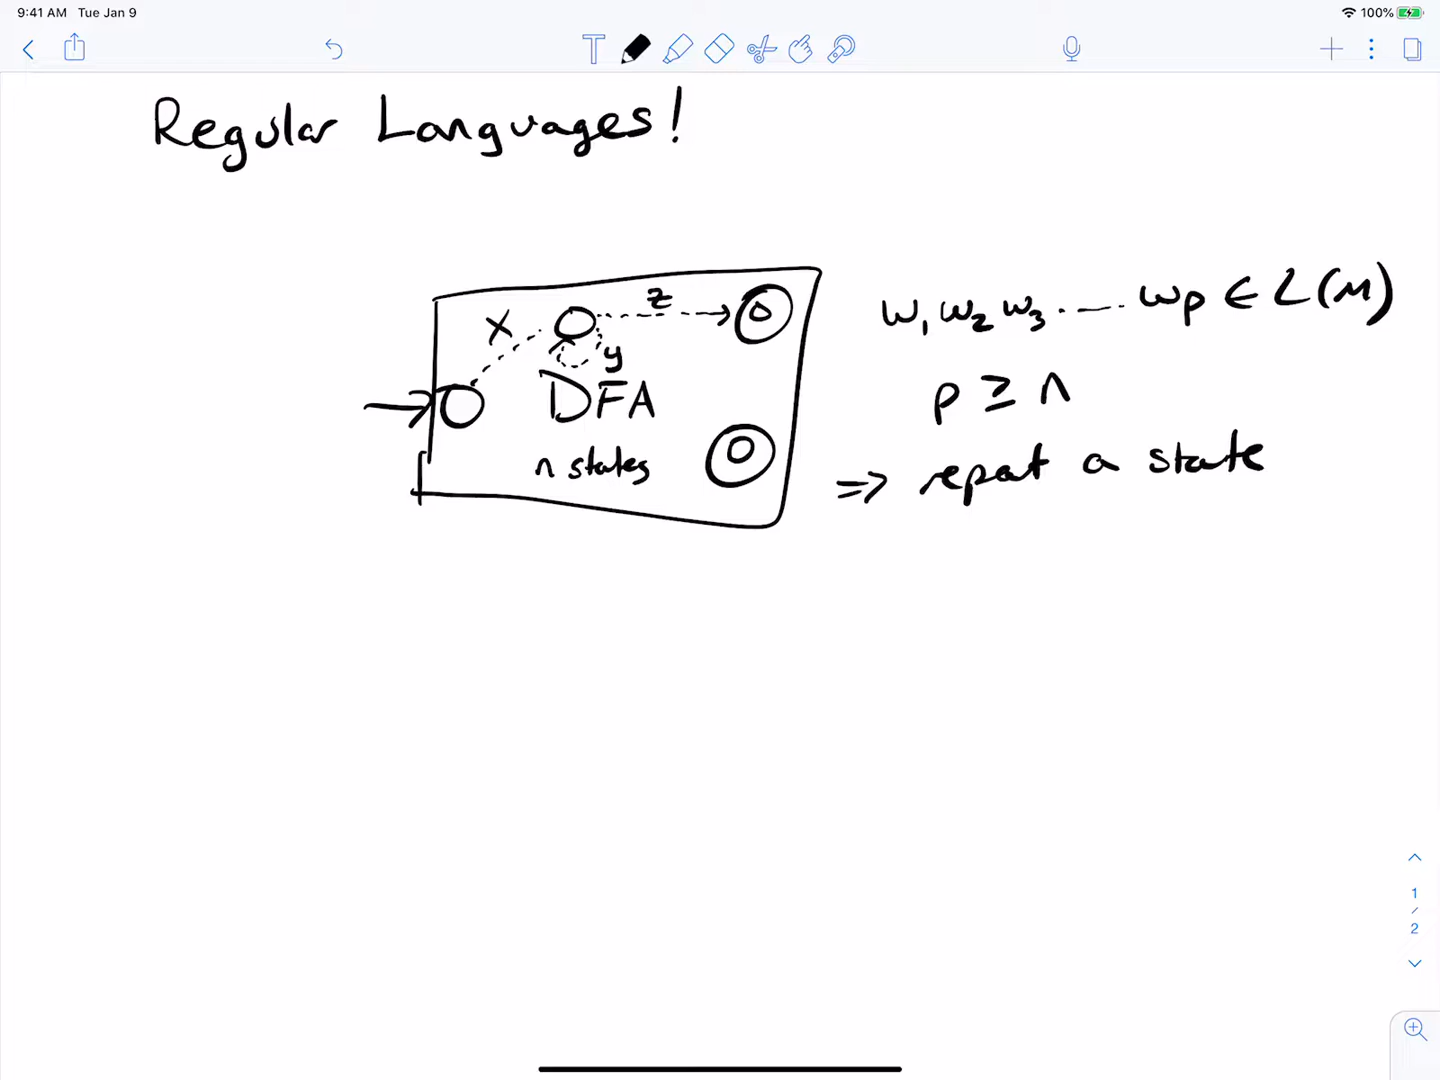 9:41 AM Tue Jan 9
100%
T
Regular Languages!
x
z
y
DFA
n states
w₁ w₂ w₃ ..... wp ∈ L(M)
p ≥ n
⇒ repeat a state
1
/
2